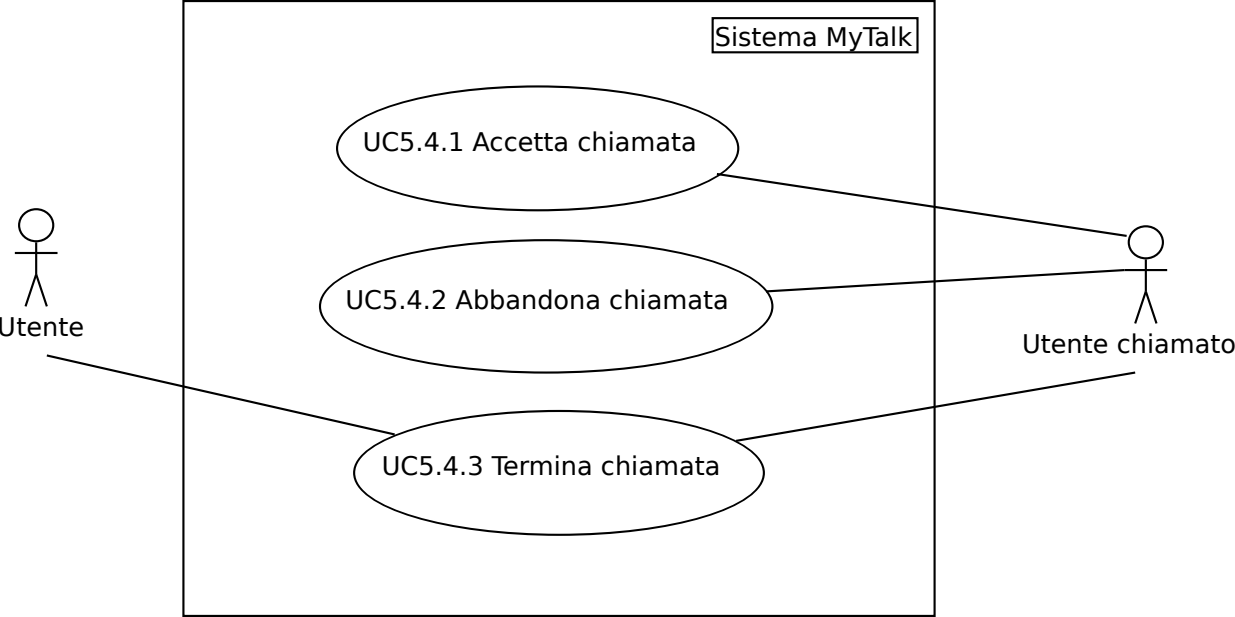 Sistema MyTalk
UC5.4.1 Accetta chiamata
UC5.4.2 Abbandona chiamata
Utente
Utente chiamato
UC5.4.3 Termina chiamata